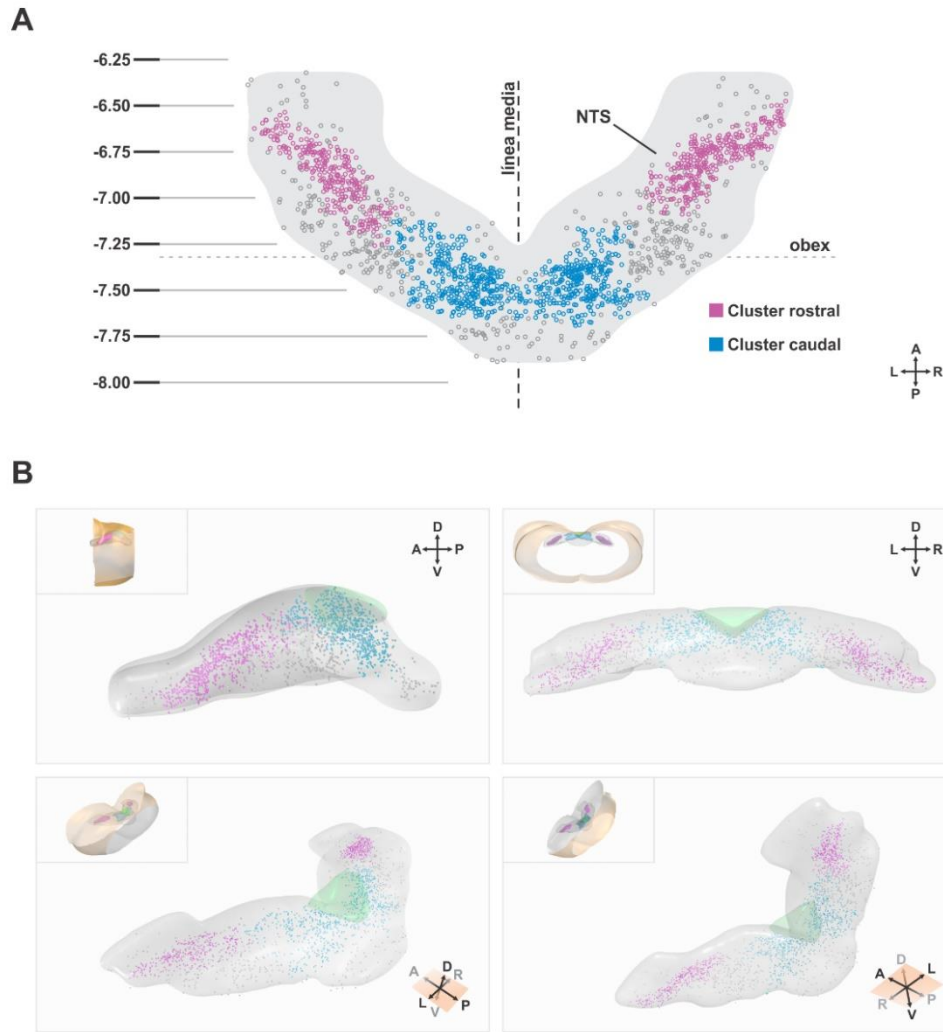 A
-6.25
-6.50
-6.75
-7.00
-7.25
-7.50
-7.75
-8.00
línea media
NTS
obex
Cluster rostral
Cluster caudal
A
L R
P
B
D
A P
V
D
L R
V
A D R
L V P
D L
A
R P
V